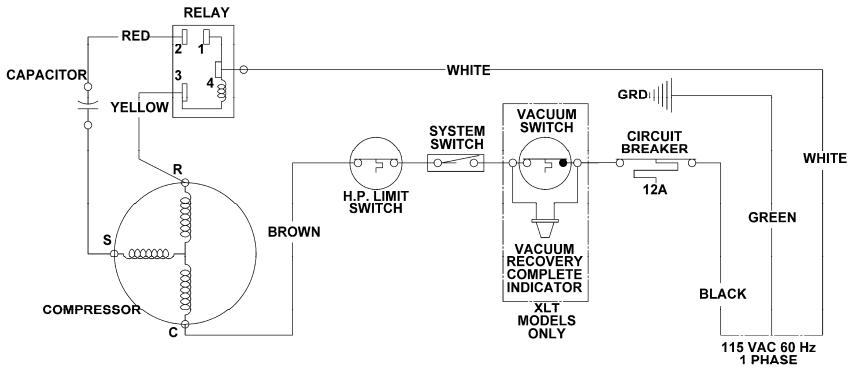 RELAY
RED
2
1
CAPACITOR
3
4
WHITE
YELLOW
GRD
VACUUM
SWITCH
SYSTEM
SWITCH
CIRCUIT
BREAKER
WHITE
R
H.P. LIMIT
SWITCH
12A
GREEN
S
BROWN
VACUUM
RECOVERY
COMPLETE
INDICATOR
BLACK
COMPRESSOR
XLT
MODELS
ONLY
C
115 VAC 60 Hz
1 PHASE